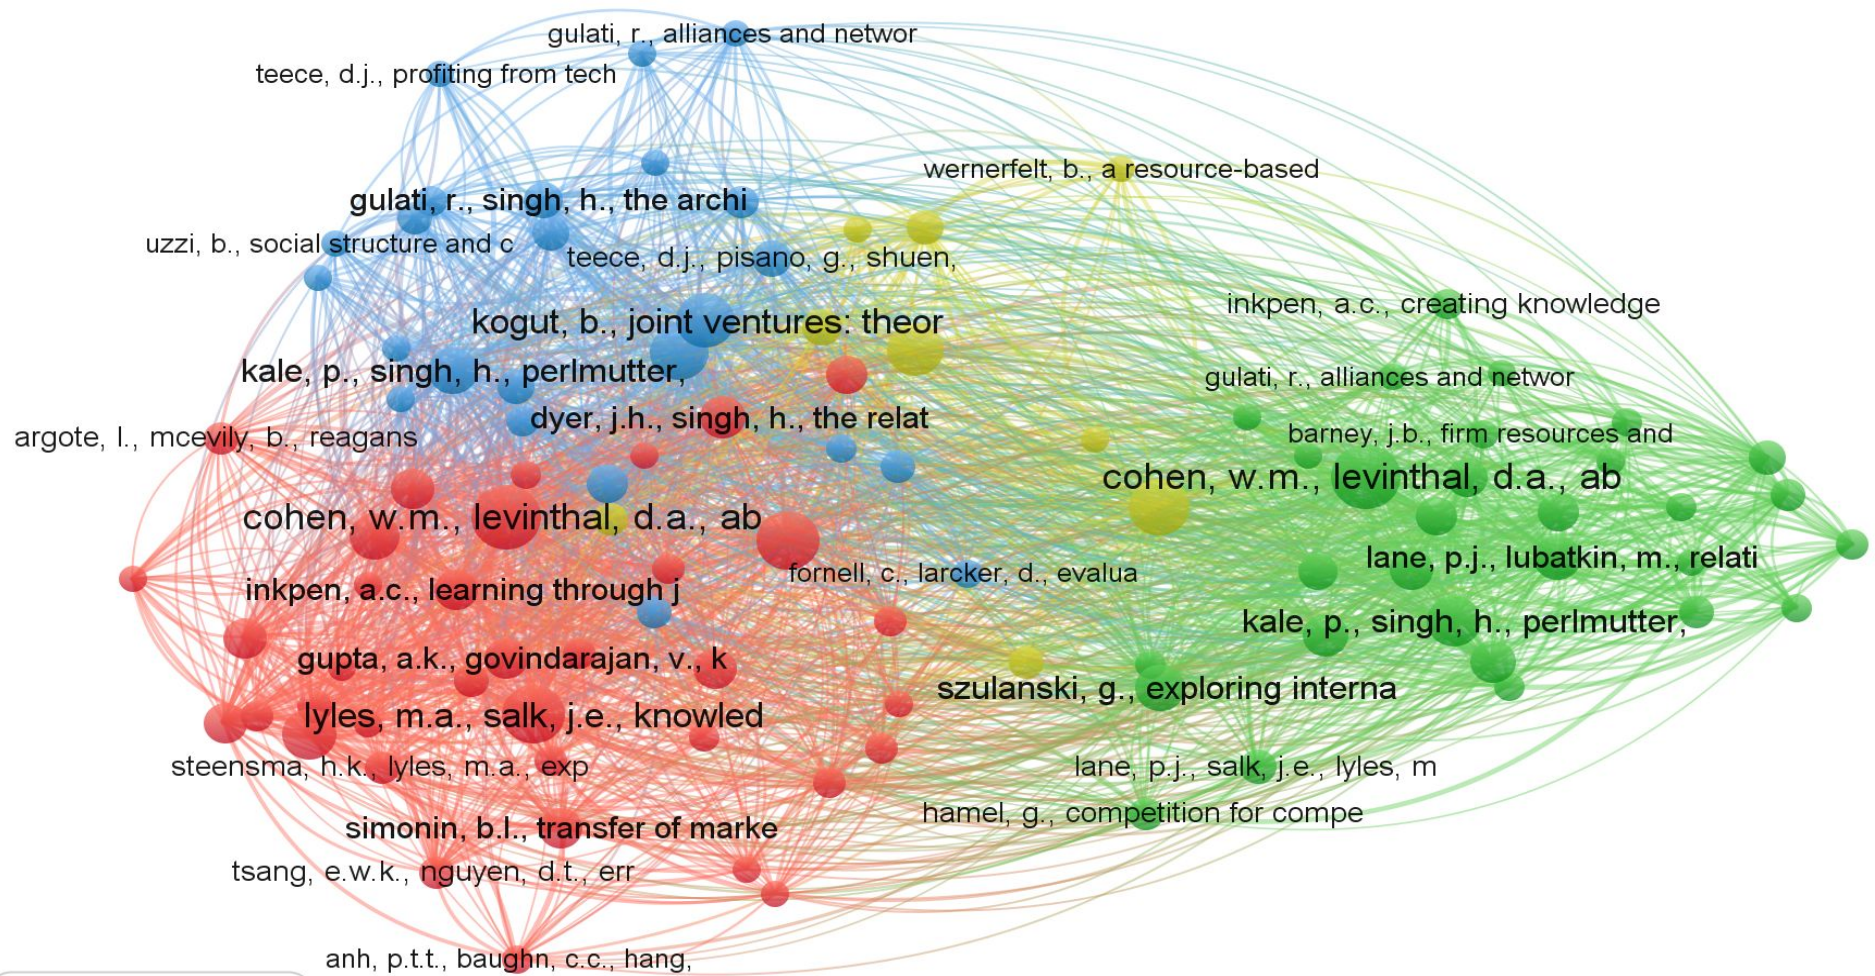 gulati, r., alliances and networ
teece, d.j., profiting from tech
wernerfelt, b., a resource-based
gulati, r., singh, h., the archi
uzzi, b., social structure and c
teece, d.j., pisano, g., shuen,
inkpen, a.c., creating knowledge
kogut, b., joint ventures: theor
kale, p., singh, h., perlmutter,
gulati, r., alliances and networ
dyer, j.h., singh, h., the relat
argote, l., mcevily, b., reagans
barney, j.b., firm resources and
cohen, w.m., levinthal, d.a., ab
cohen, w.m., levinthal, d.a., ab
lane, p.j., lubatkin, m., relati
fornell, c., larcker, d., evalua
inkpen, a.c., learning through j
kale, p., singh, h., perlmutter,
gupta, a.k., govindarajan, v., k
szulanski, g., exploring interna
lyles, m.a., salk, j.e., knowled
steensma, h.k., lyles, m.a., exp
lane, p.j., salk, j.e., lyles, m
hamel, g., competition for compe
simonin, b.l., transfer of marke
tsang, e.w.k., nguyen, d.t., err
anh, p.t.t., baughn, c.c., hang,